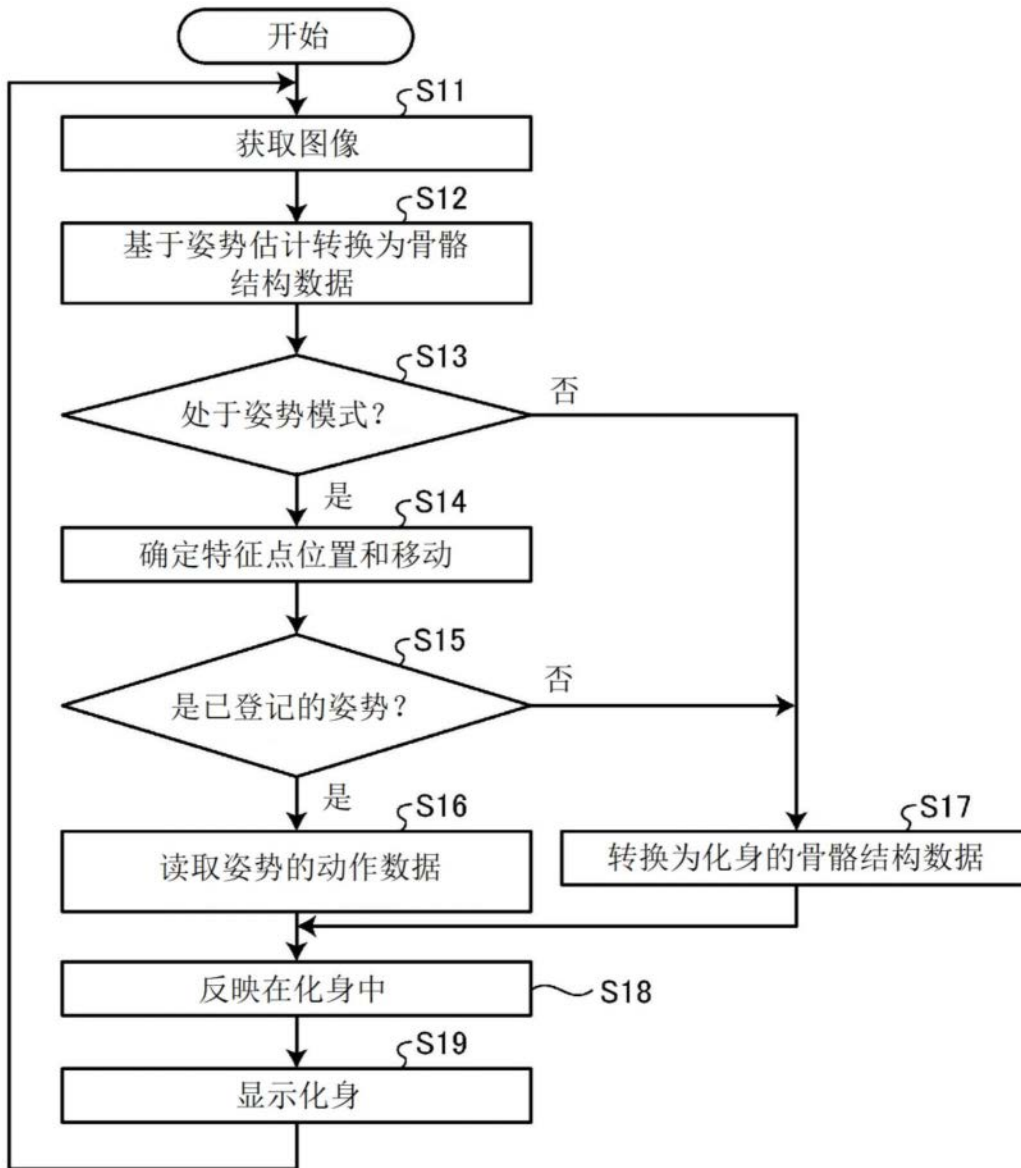 开始
S11
获取图像
S12
基于姿势估计转换为骨骼
结构数据
S13
处于姿势模式？
否
是
S14
确定特征点位置和移动
S15
是已登记的姿势？
否
是
S16
读取姿势的动作数据
S17
转换为化身的骨骼结构数据
反映在化身中
S18
S19
显示化身